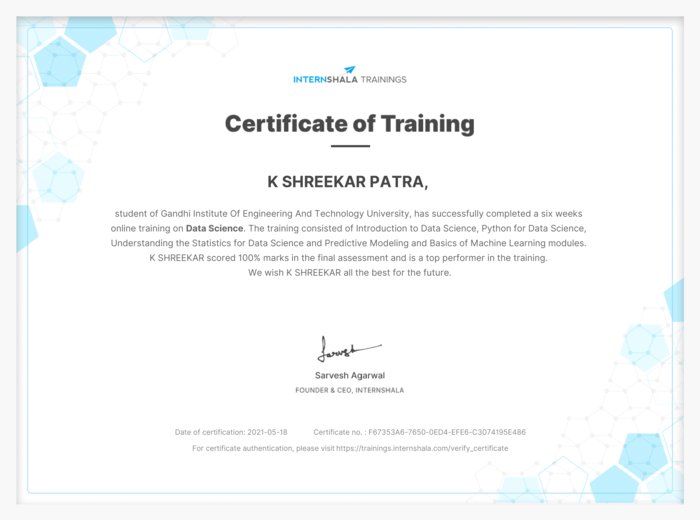 INTERNSHALA TRAININGS
Certificate of Training
K SHREEKAR PATRA,
student of Gandhi Institute Of Engineering And Technology University, has successfully completed a six weeks
online training on Data Science. The training consisted of Introduction to Data Science, Python for Data Science,
Understanding the Statistics for Data Science and Predictive Modeling and Basics of Machine Learning modules.
K SHREEKAR scored 100% marks in the final assessment and is a top performer in the training.
We wish K SHREEKAR all the best for the future.
Sarvesh
Sarvesh Agarwal
FOUNDER & CEO, INTERNSHALA
Date of certification: 2021-05-18 Certificate no. : F67353A6-7650-0ED4-EFE6-C3074195E486
For certificate authentication, please visit https://trainings.internshala.com/verify_certificate